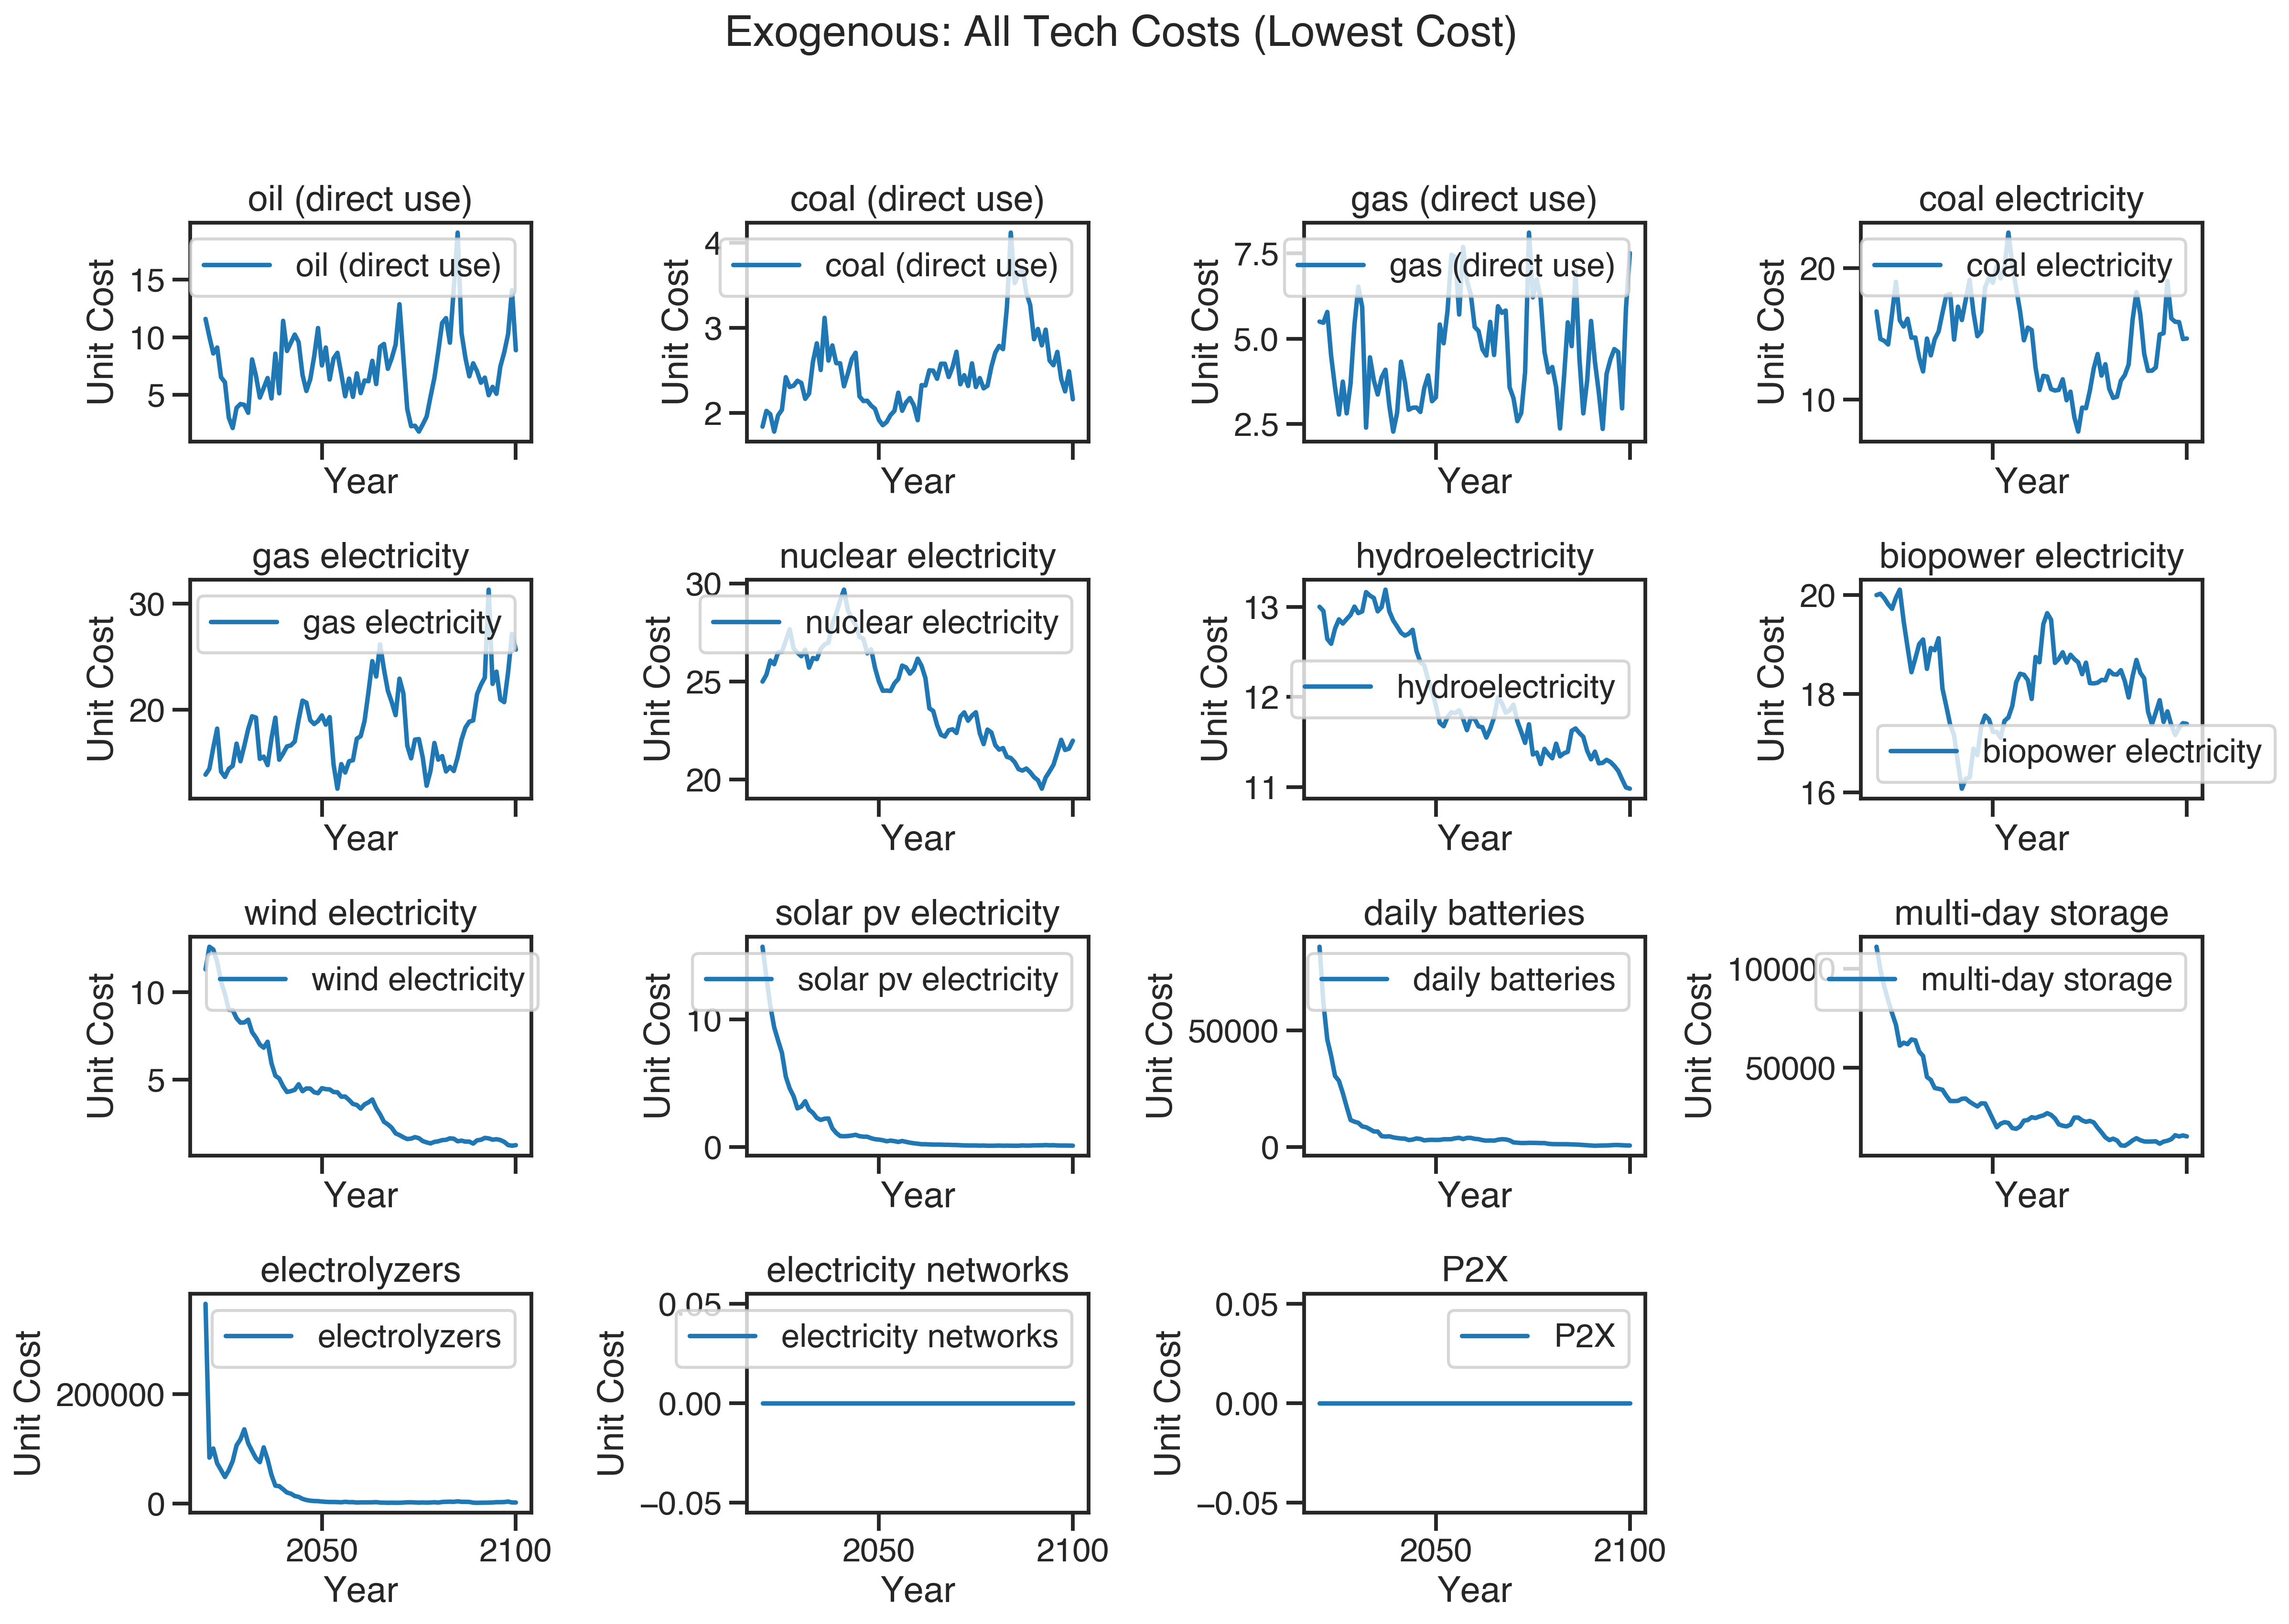 Exogenous: All Tech Costs (Lowest Cost)
oil (direct use)
Unit Cost
15
10
5
oil (direct use)
Year
coal (direct use)
Unit Cost
4
3
2
coal (direct use)
Year
gas (direct use)
Unit Cost
7.5
5.0
2.5
gas (direct use)
Year
coal electricity
Unit Cost
20
10
coal electricity
Year
gas electricity
Unit Cost
30
20
gas electricity
Year
nuclear electricity
Unit Cost
30
25
20
nuclear electricity
Year
hydroelectricity
Unit Cost
13
12
11
hydroelectricity
Year
biopower electricity
Unit Cost
20
18
16
biopower electricity
Year
wind electricity
Unit Cost
10
5
wind electricity
Year
solar pv electricity
Unit Cost
10
0
solar pv electricity
Year
daily batteries
Unit Cost
50000
0
daily batteries
Year
multi-day storage
Unit Cost
100000
50000
multi-day storage
Year
electrolyzers
Unit Cost
200000
0
electrolyzers
2050 2100
Year
electricity networks
Unit Cost
0.05
0.00
−0.05
electricity networks
2050 2100
Year
P2X
Unit Cost
0.05
0.00
−0.05
P2X
2050 2100
Year